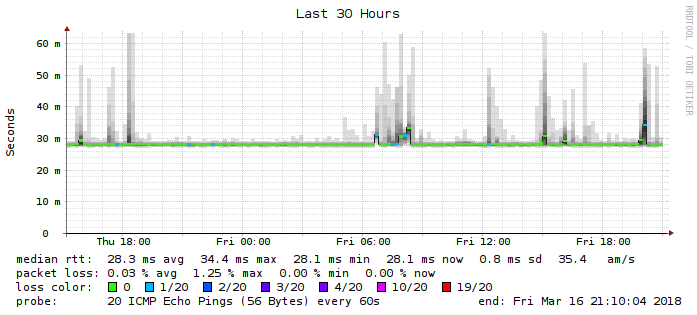 Last 30 Hours
RRDTOOL / TOBI OETIKER
Seconds
60 m
50 m
40 m
30 m
20 m
10 m
0
Thu 18:00 Fri 00:00 Fri 06:00 Fri 12:00 Fri 18:00
median rtt: 28.3 ms avg 34.4 ms max 28.1 ms min 28.1 ms now 0.8 ms sd 35.4 am/s
packet loss: 0.03 % avg 1.25 % max 0.00 % min 0.00 % now
loss color: 0 1/20 2/20 3/20 4/20 10/20 19/20
probe: 20 ICMP Echo Pings (56 Bytes) every 60s end: Fri Mar 16 21:10:04 2018